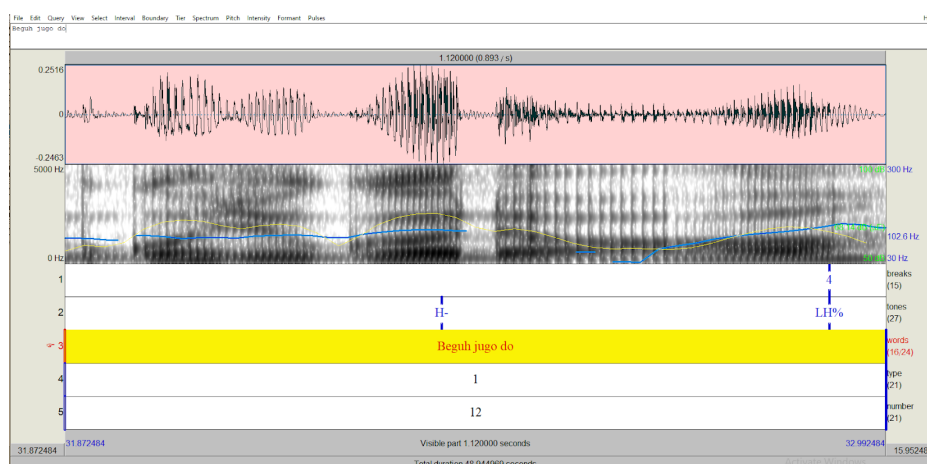 File Edit Query View Select Interval Boundary Tier Spectrum Pitch Intensity Formant Pulses
Beguh jugo do
1.120000 (0.893 / s)
0.2516
0
-0.2463
5000 Hz
300 Hz
102.6 Hz
0 Hz
30 Hz
1
4
breaks
(15)
2
H-
LH%
tones
(27)
3
Beguh jugo do
words
(16/24)
4
1
type
(21)
5
12
number
(21)
31.872484
Visible part 1.120000 seconds
32.992484
31.872484
15.95248
Total duration 48.944969 seconds
Activate Windows